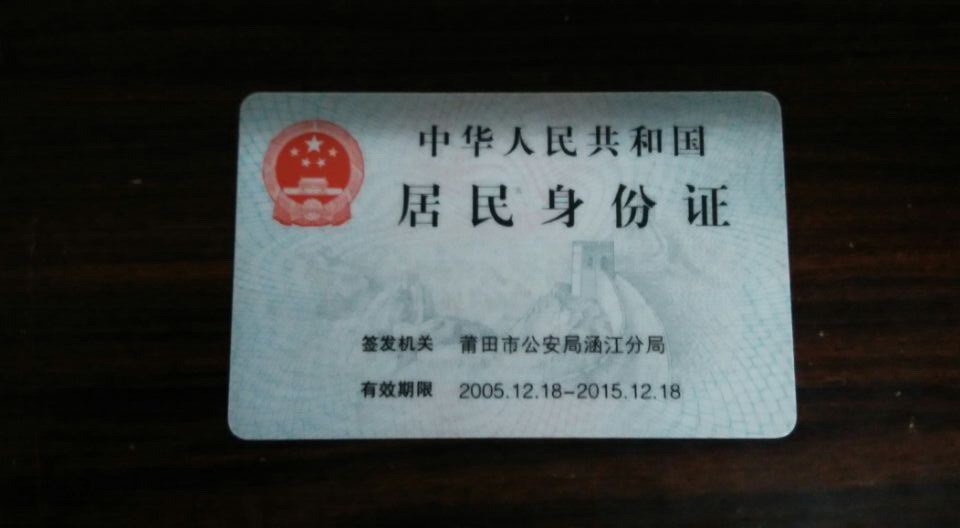 中华人民共和国
居民身份证
签发机关 莆田市公安局涵江分局
有效期限 2005.12.18-2015.12.18